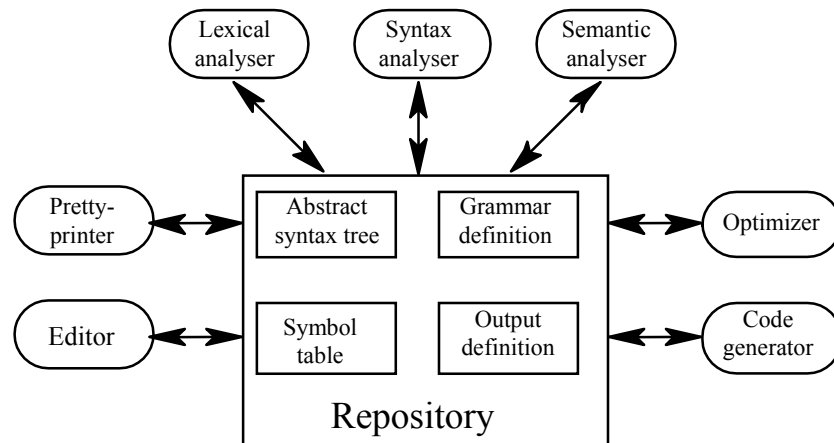 Lexical
analyser
Syntax
analyser
Semantic
analyser
Pretty-
printer
Abstract
syntax tree
Grammar
definition
Optimizer
Editor
Symbol
table
Output
definition
Code
generator
Repository